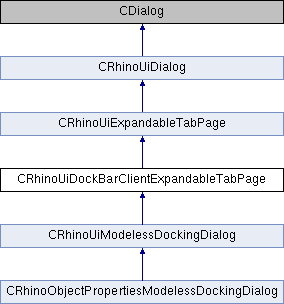 CDialog
CRhinoUiDialog
CRhinoUiExpandableTabPage
CRhinoUiDockBarClientExpandableTabPage
CRhinoUiModelessDockingDialog
CRhinoObjectPropertiesModelessDockingDialog